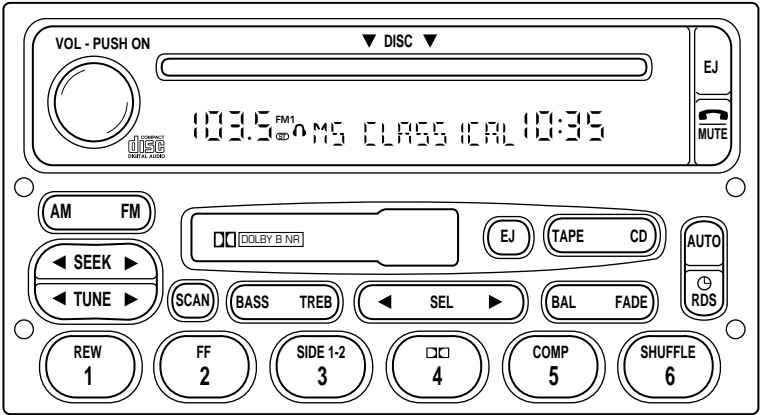 VOL - PUSH ON
DISC
EJ
MUTE
COMPACT
disc
DIGITAL AUDIO
103.5 FM1 ST MS CLASSICAL 10:35
AM FM
DOLBY B NR
EJ
TAPE CD
AUTO
RDS
SEEK
TUNE
SCAN
BASS TREB
SEL
BAL FADE
REW
1
FF
2
SIDE 1-2
3
4
COMP
5
SHUFFLE
6